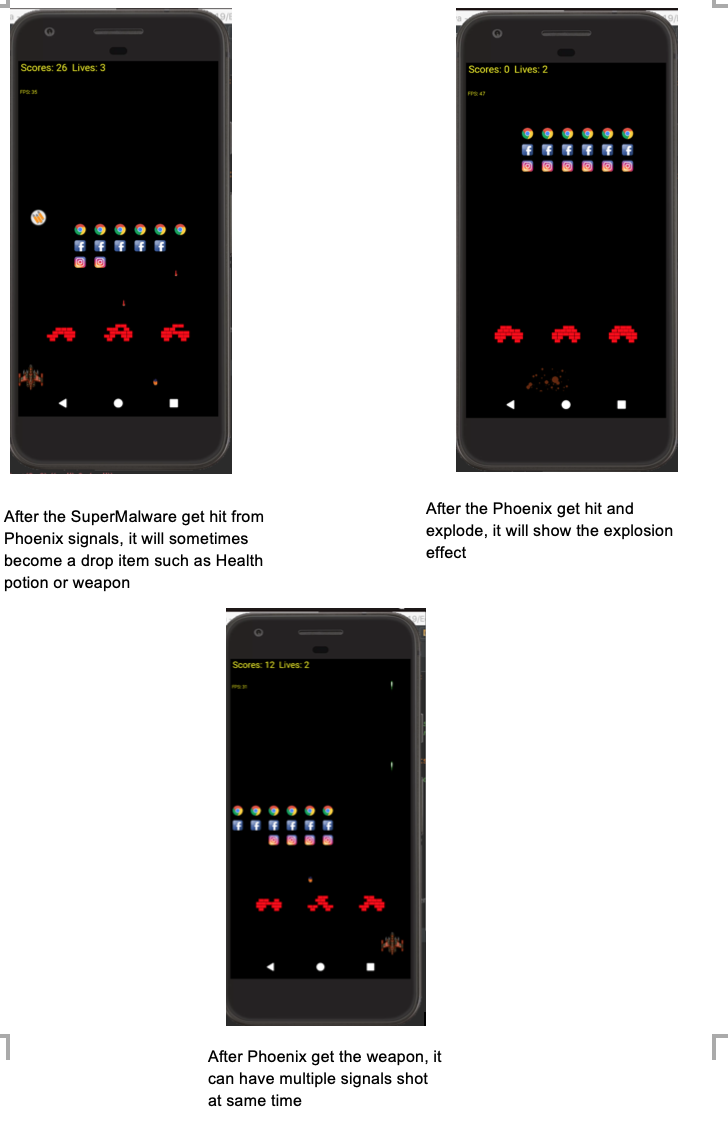 Scores: 26 Lives: 3
FPS: 35
Scores: 0 Lives: 2
FPS: 47
After the SuperMalware get hit from
Phoenix signals, it will sometimes
become a drop item such as Health
potion or weapon
After the Phoenix get hit and
explode, it will show the explosion
effect
Scores: 12 Lives: 2
FPS: 51
After Phoenix get the weapon, it
can have multiple signals shot
at same time